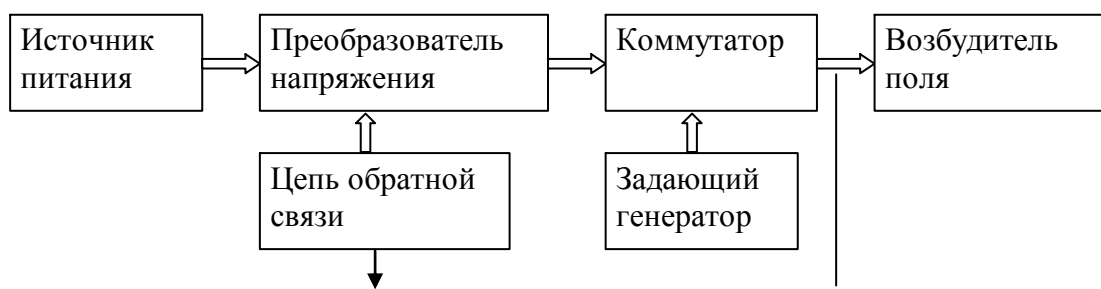 Источник
питания
Преобразователь
напряжения
Коммутатор
Возбудитель
поля
Цепь обратной
связи
Задающий
генератор